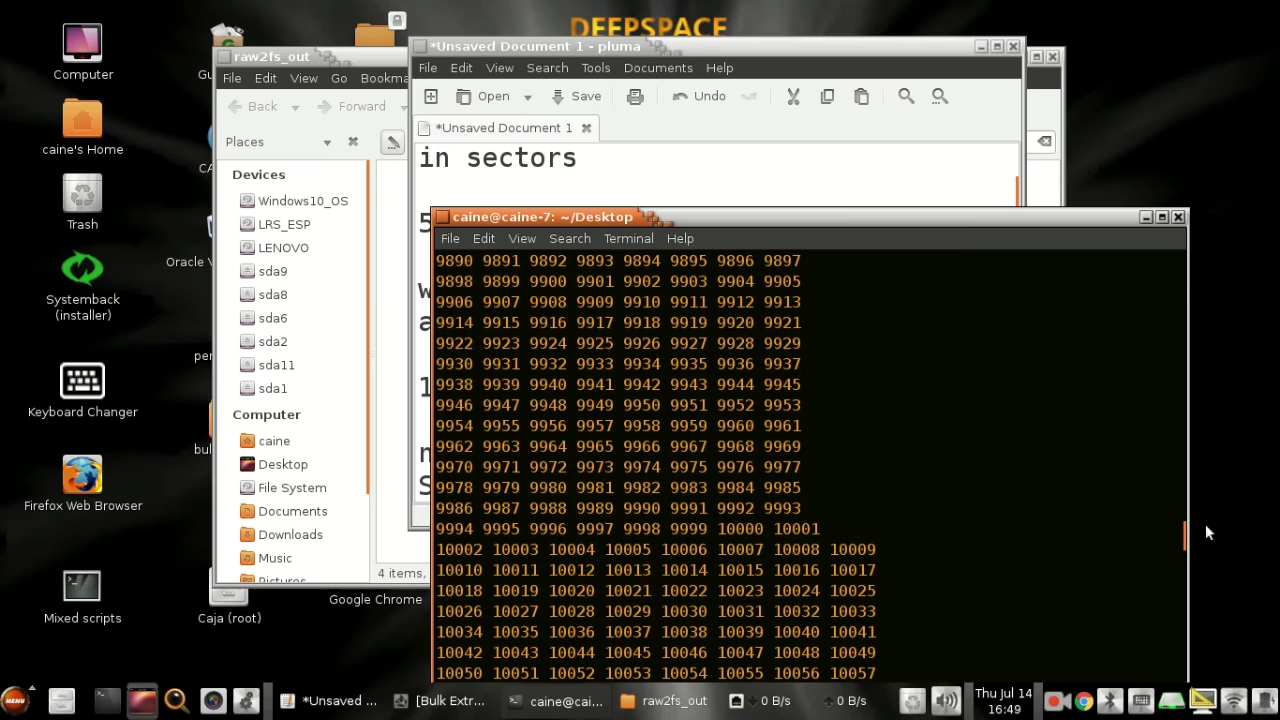 DEEPSPACE
Computer
caine's Home
Trash
Systemback
(installer)
Keyboard Changer
Firefox Web Browser
Mixed scripts
Gu
CA
Oracle V
per
bul
Caja (root)
Google Chrome
raw2fs_out
File Edit View Go Bookma
Back Forward
Places
Devices
Windows10_OS
LRS_ESP
LENOVO
sda9
sda8
sda6
sda2
sda11
sda1
Computer
caine
Desktop
File System
Documents
Downloads
Music
Pictures
4 items,
*Unsaved Document 1 - pluma
File Edit View Search Tools Documents Help
Open Save Undo
*Unsaved Document 1
in sectors
5
w
a
1
n
S
caine@caine-7: ~/Desktop
File Edit View Search Terminal Help
9890 9891 9892 9893 9894 9895 9896 9897
9898 9899 9900 9901 9902 9903 9904 9905
9906 9907 9908 9909 9910 9911 9912 9913
9914 9915 9916 9917 9918 9919 9920 9921
9922 9923 9924 9925 9926 9927 9928 9929
9930 9931 9932 9933 9934 9935 9936 9937
9938 9939 9940 9941 9942 9943 9944 9945
9946 9947 9948 9949 9950 9951 9952 9953
9954 9955 9956 9957 9958 9959 9960 9961
9962 9963 9964 9965 9966 9967 9968 9969
9970 9971 9972 9973 9974 9975 9976 9977
9978 9979 9980 9981 9982 9983 9984 9985
9986 9987 9988 9989 9990 9991 9992 9993
9994 9995 9996 9997 9998 9999 10000 10001
10002 10003 10004 10005 10006 10007 10008 10009
10010 10011 10012 10013 10014 10015 10016 10017
10018 10019 10020 10021 10022 10023 10024 10025
10026 10027 10028 10029 10030 10031 10032 10033
10034 10035 10036 10037 10038 10039 10040 10041
10042 10043 10044 10045 10046 10047 10048 10049
10050 10051 10052 10053 10054 10055 10056 10057
MENU *Unsaved ... [Bulk Extr... caine@cai... raw2fs_out 0 B/s 0 B/s Thu Jul 14
16:49